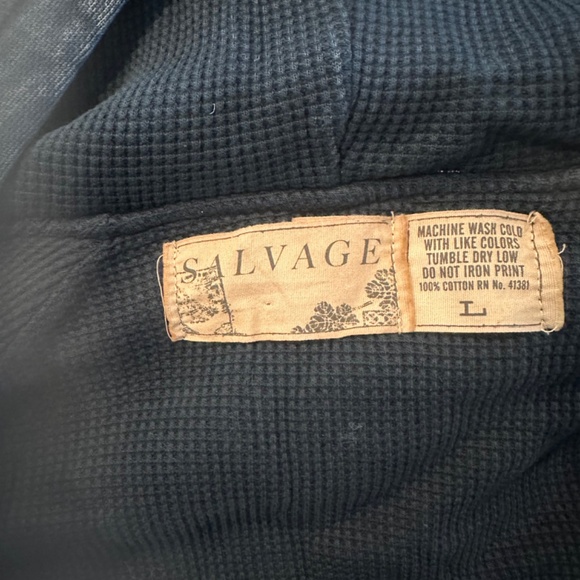 SALVAGE
MACHINE WASH COLD
WITH LIKE COLORS
TUMBLE DRY LOW
DO NOT IRON PRINT
100% COTTON RN No. 41381
L